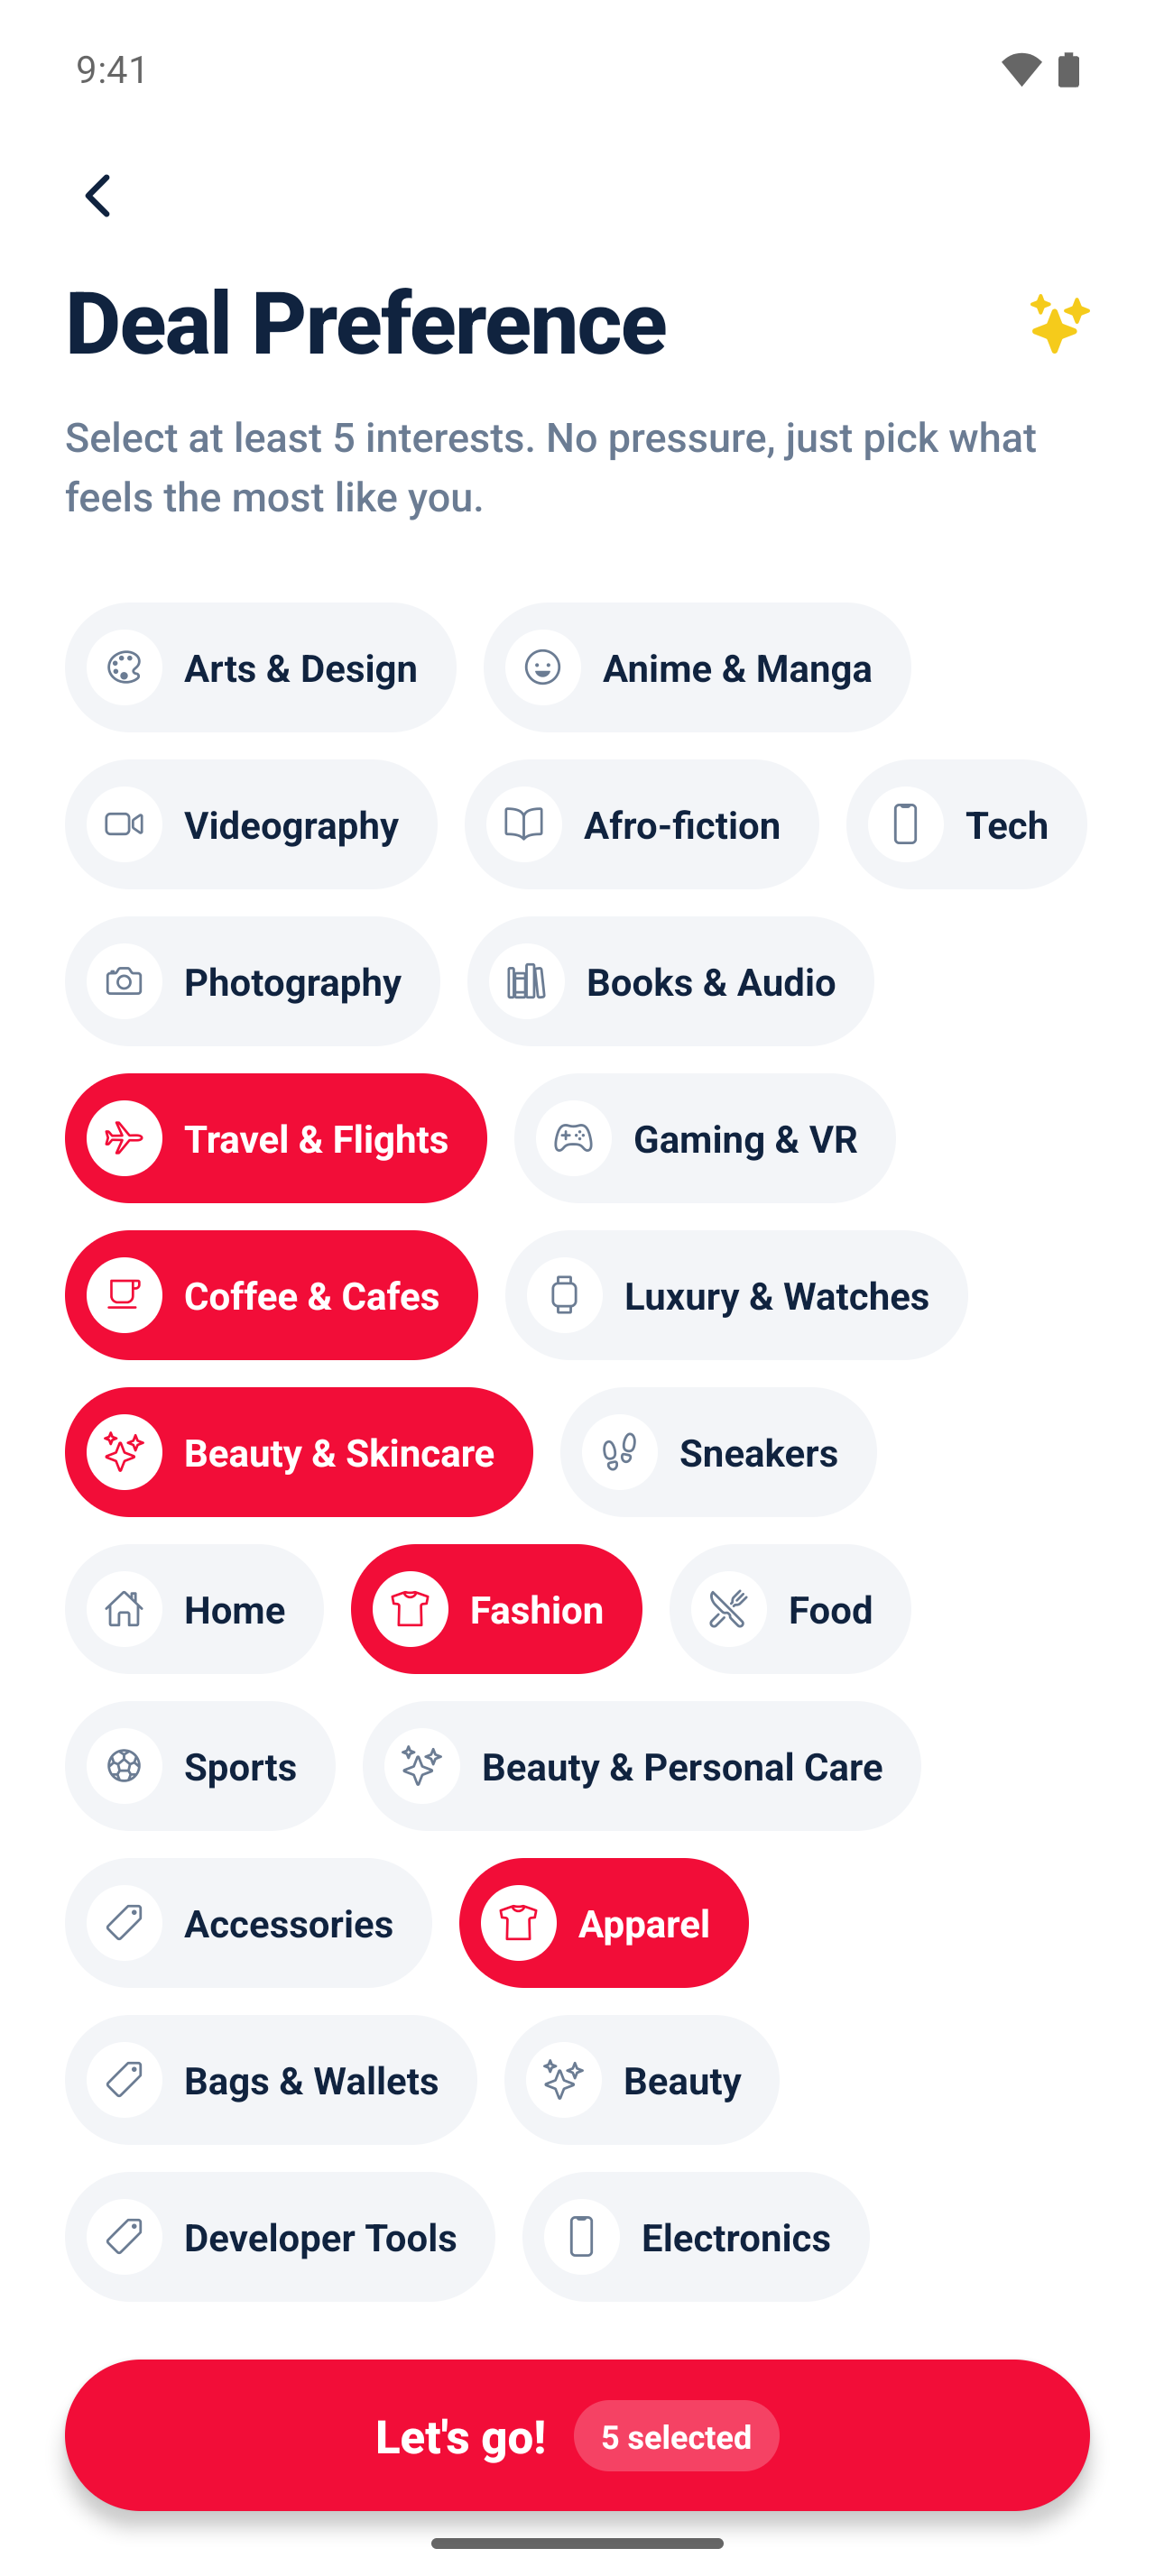 9:41
Deal Preference
Select at least 5 interests. No pressure, just pick what
feels the most like you.
Arts & Design
Anime & Manga
Videography
Afro-fiction
Tech
Photography
Books & Audio
Travel & Flights
Gaming & VR
Coffee & Cafes
Luxury & Watches
Beauty & Skincare
Sneakers
Home
Fashion
Food
Sports
Beauty & Personal Care
Accessories
Apparel
Bags & Wallets
Beauty
Developer Tools
Electronics
Let's go!
5 selected